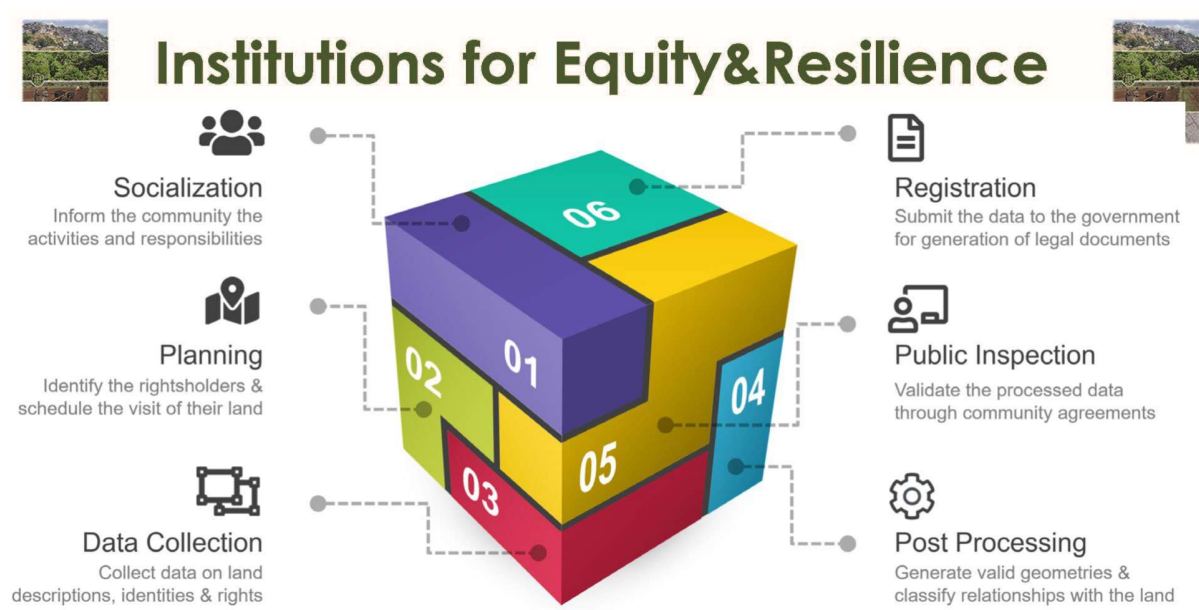 Institutions for Equity&Resilience
Socialization
Inform the community the
activities and responsibilities
Planning
Identify the rightsholders &
schedule the visit of their land
Data Collection
Collect data on land
descriptions, identities & rights
01
02
03
04
05
06
Registration
Submit the data to the government
for generation of legal documents
Public Inspection
Validate the processed data
through community agreements
Post Processing
Generate valid geometries &
classify relationships with the land